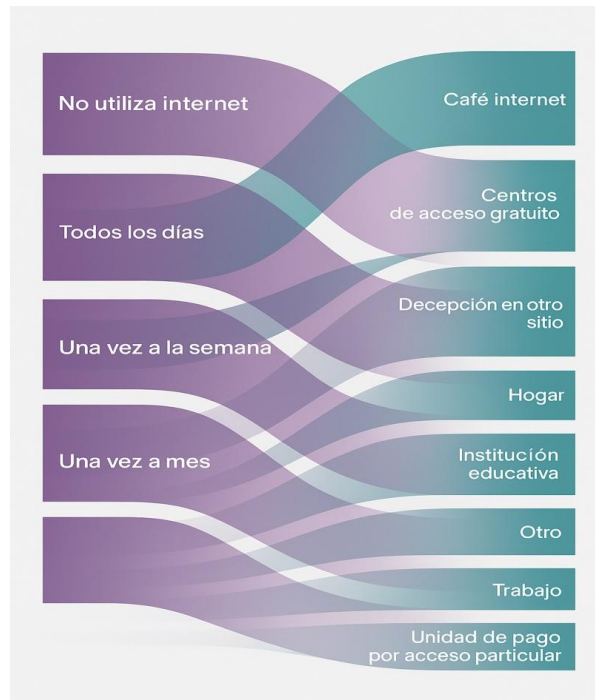 No utiliza internet
Todos los días
Una vez a la semana
Una vez a mes
Café internet
Centros
de acceso gratuito
Decepción en otro
sitio
Hogar
Institución
educativa
Otro
Trabajo
Unidad de pago
por acceso particular